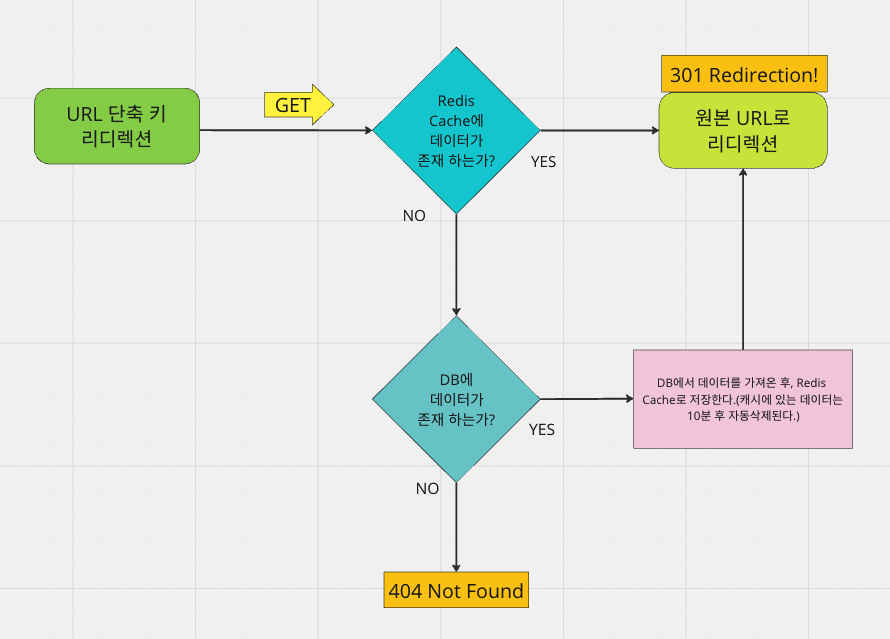 URL 단축 키
리디렉션
GET
Redis
Cache에
데이터가
존재 하는가?
YES
301 Redirection!
원본 URL로
리디렉션
NO
DB에
데이터가
존재 하는가?
YES
DB에서 데이터를 가져온 후, Redis
Cache로 저장한다.(캐시에 있는 데이터는
10분 후 자동삭제된다.)
NO
404 Not Found